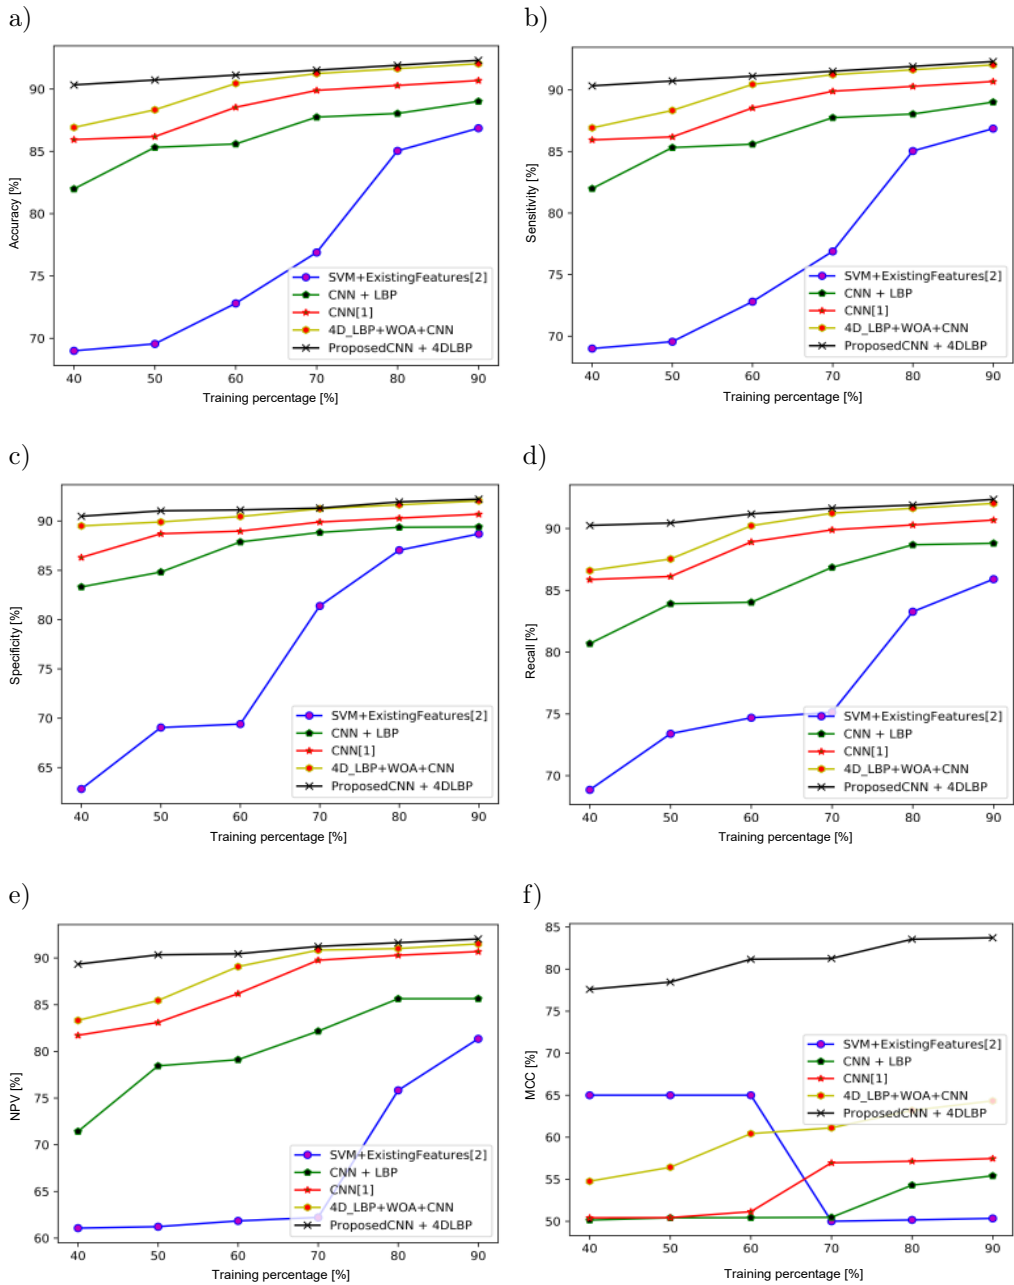 a)
90
85
80
75
70
Accuracy [%]
SVM+ExistingFeatures[2]
CNN + LBP
CNN[1]
4D_LBP+WOA+CNN
ProposedCNN + 4DLBP
40 50 60 70 80 90
Training percentage [%]
b)
90
85
80
75
70
Sensitivity [%]
SVM+ExistingFeatures[2]
CNN + LBP
CNN[1]
4D_LBP+WOA+CNN
ProposedCNN + 4DLBP
40 50 60 70 80 90
Training percentage [%]
c)
90
85
80
75
70
65
Specificity [%]
SVM+ExistingFeatures[2]
CNN + LBP
CNN[1]
4D_LBP+WOA+CNN
ProposedCNN + 4DLBP
40 50 60 70 80 90
Training percentage [%]
d)
90
85
80
75
70
Recall [%]
SVM+ExistingFeatures[2]
CNN + LBP
CNN[1]
4D_LBP+WOA+CNN
ProposedCNN + 4DLBP
40 50 60 70 80 90
Training percentage [%]
e)
90
85
80
75
70
65
60
NPV [%]
SVM+ExistingFeatures[2]
CNN + LBP
CNN[1]
4D_LBP+WOA+CNN
ProposedCNN + 4DLBP
40 50 60 70 80 90
Training percentage [%]
f)
85
80
75
70
65
60
55
50
MCC [%]
SVM+ExistingFeatures[2]
CNN + LBP
CNN[1]
4D_LBP+WOA+CNN
ProposedCNN + 4DLBP
40 50 60 70 80 90
Training percentage [%]